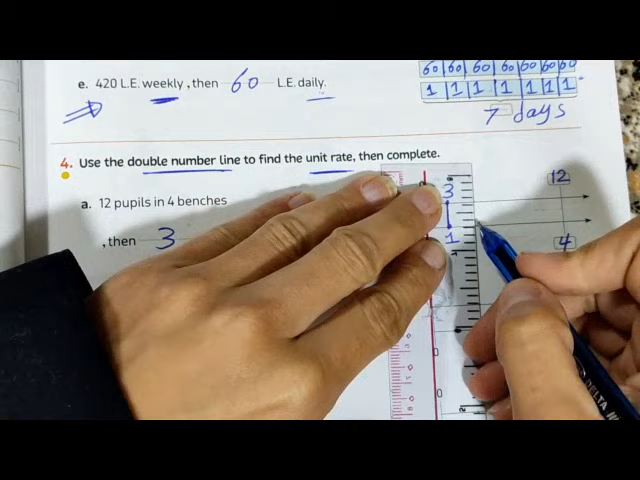 60 60 60 60 60 60 60
e. 420 L.E. weekly, then 60 L.E. daily.
1 1 1 1 1 1 1
7 days
4. Use the double number line to find the unit rate, then complete.
a. 12 pupils in 4 benches
3 12
, then 3
1 4
DELTA